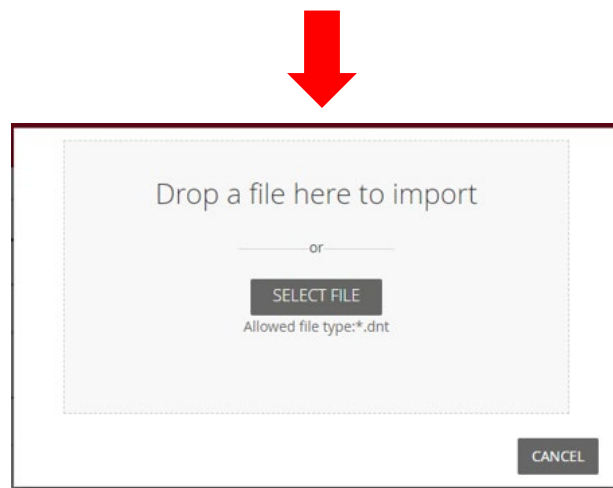 Drop a file here to import
or
SELECT FILE
Allowed file type:*.dnt
CANCEL